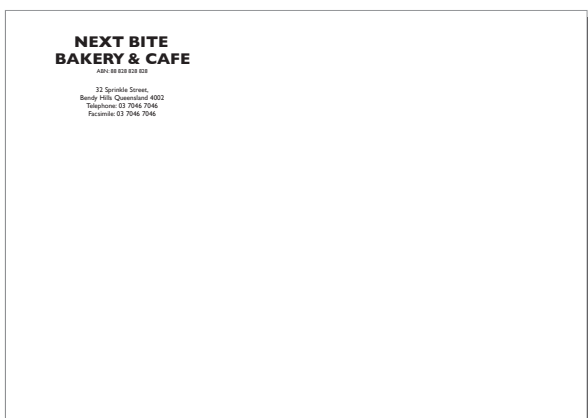 NEXT BITE
BAKERY & CAFE
ABN: 88 828 828 828
32 Sprinkle Street,
Bendy Hills Queensland 4002
Telephone: 03 7046 7046
Facsimile: 03 7046 7046